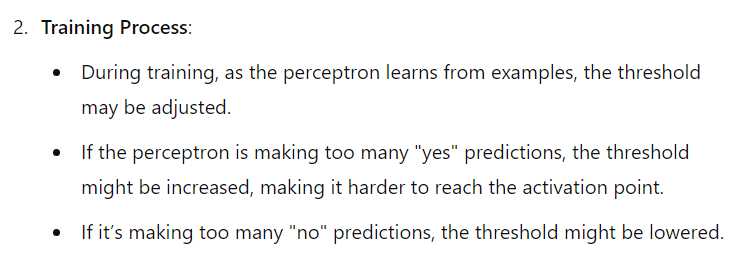 2. Training Process:
• During training, as the perceptron learns from examples, the threshold
may be adjusted.
• If the perceptron is making too many "yes" predictions, the threshold
might be increased, making it harder to reach the activation point.
• If it’s making too many "no" predictions, the threshold might be lowered.